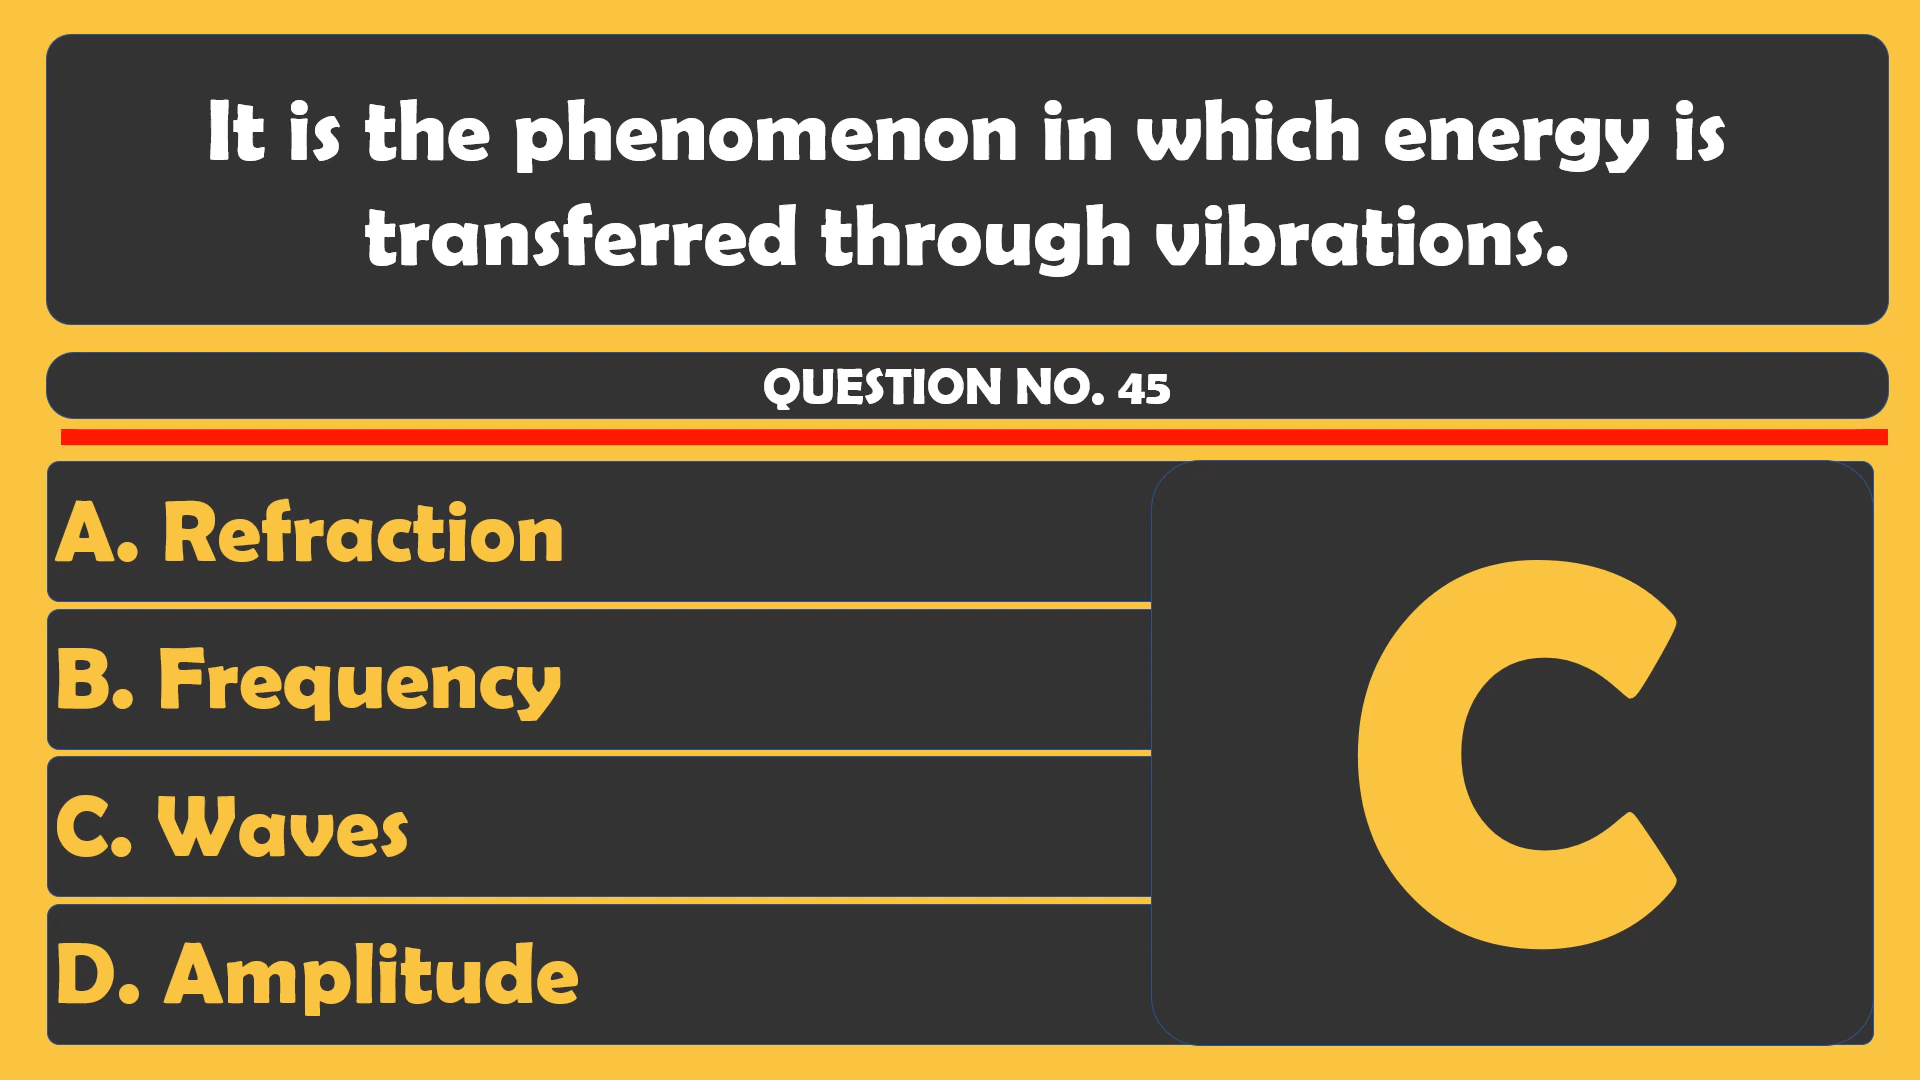 It is the phenomenon in which energy is
transferred through vibrations.
QUESTION NO. 45
A. Refraction
B. Frequency
C. Waves
D. Amplitude
C